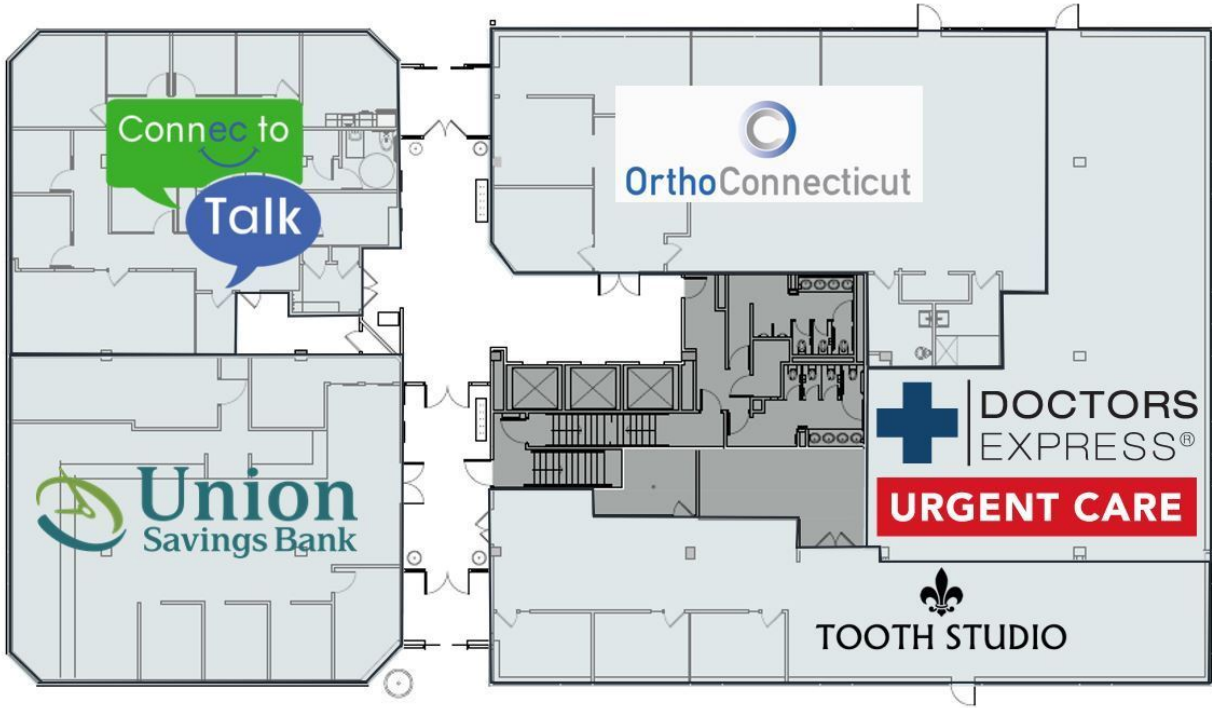 Connec to
Talk
OrthoConnecticut
DOCTORS
EXPRESS®
URGENT CARE
Union
Savings Bank
TOOTH STUDIO